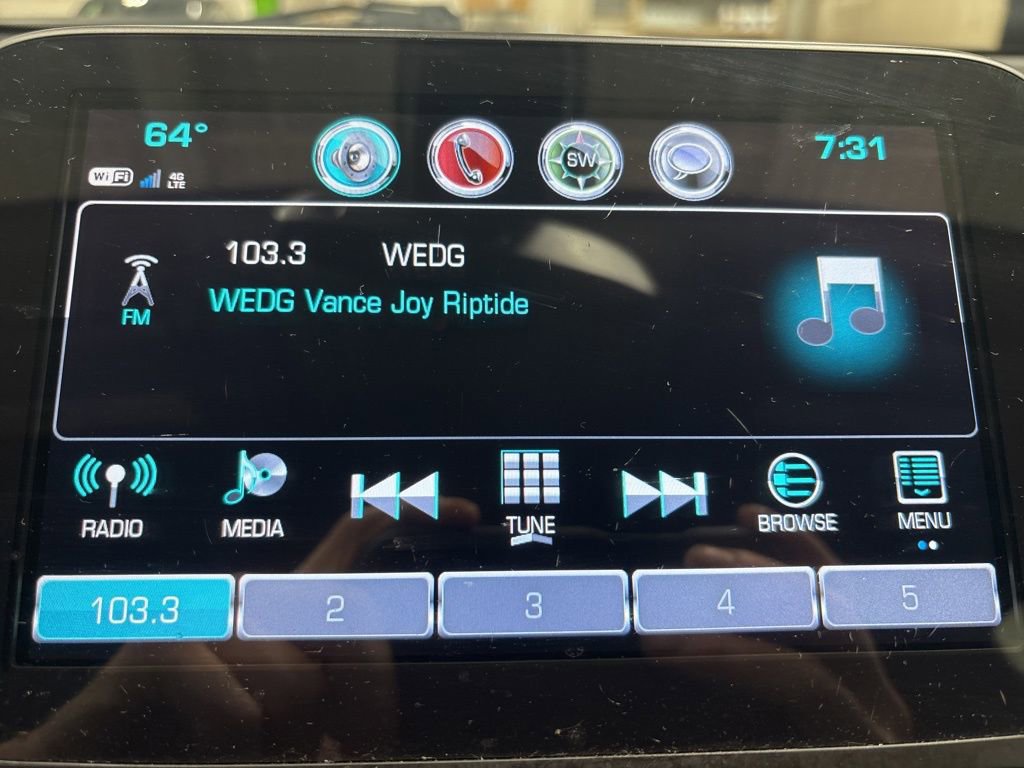 64°
7:31
WiFi
4G
LTE
SW
103.3 WEDG
WEDG Vance Joy Riptide
FM
RADIO
MEDIA
TUNE
BROWSE
MENU
103.3
2
3
4
5